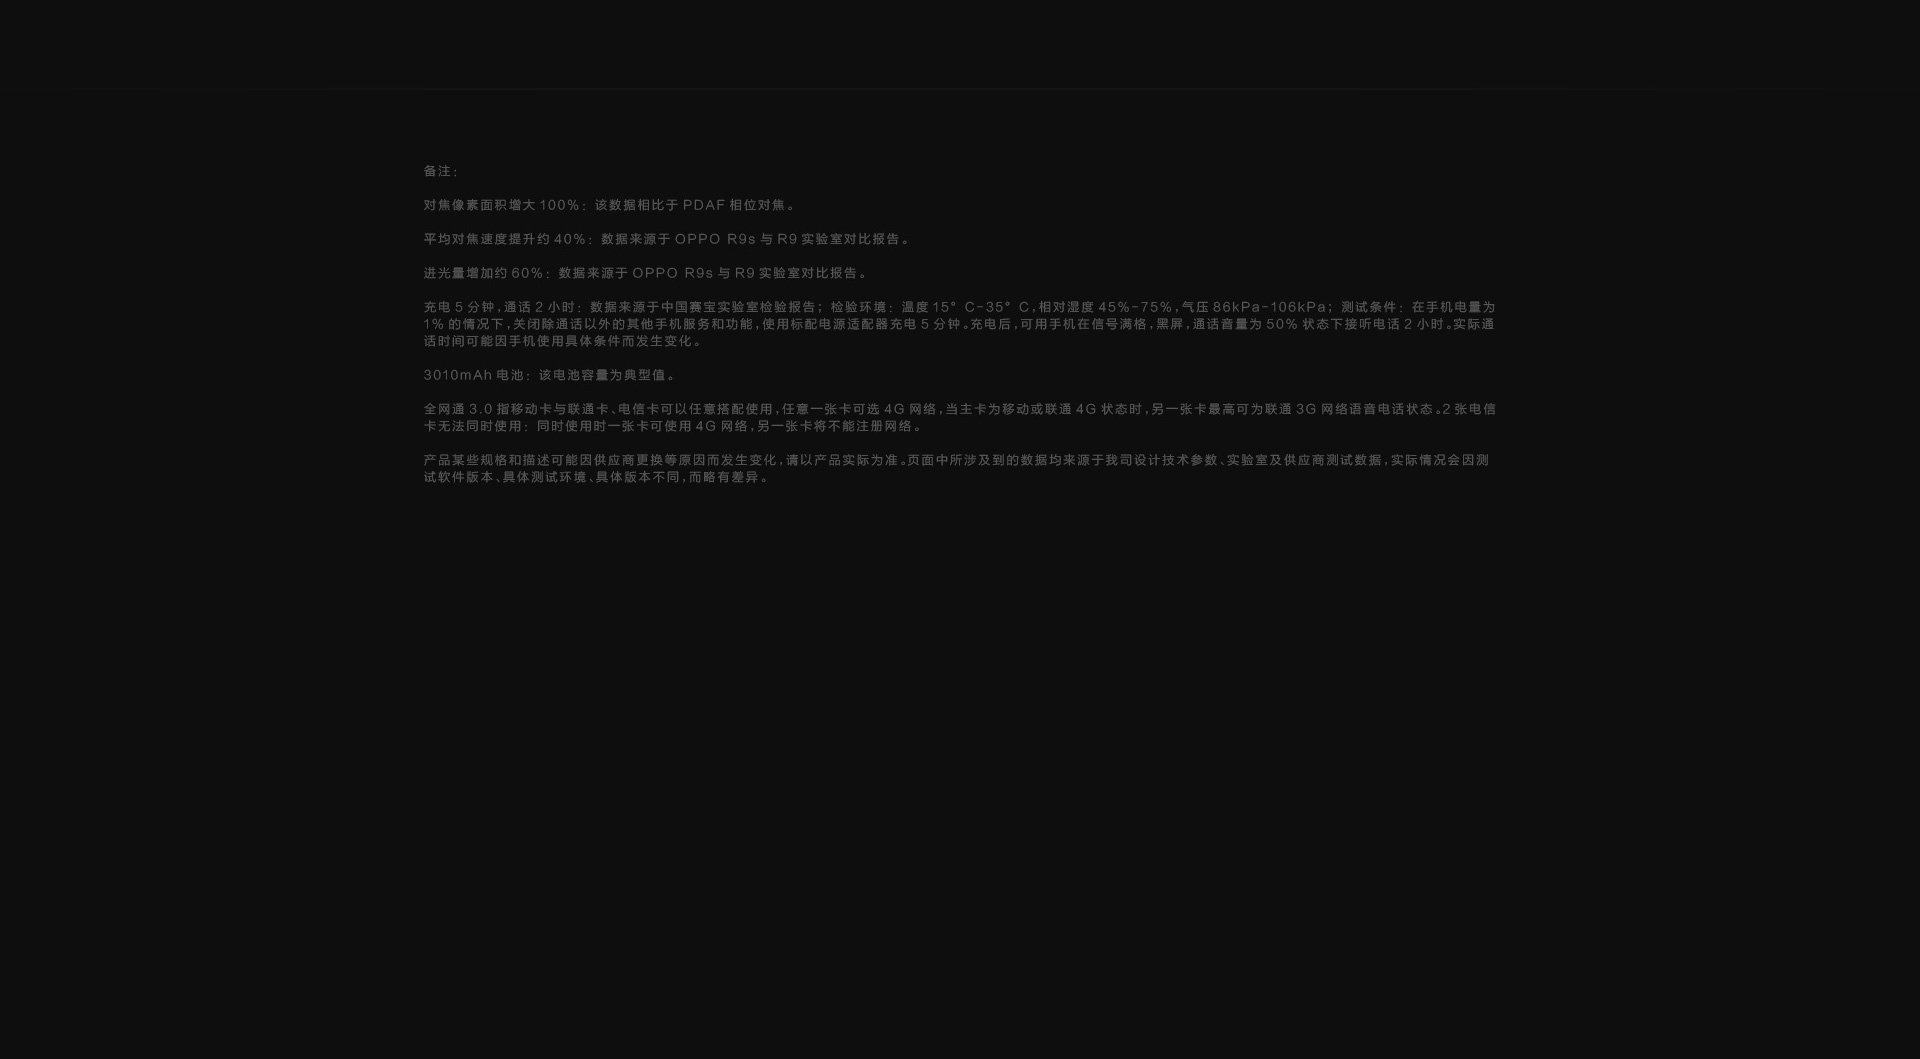 备注：
对焦像素面积增大 100%：该数据相比于 PDAF 相位对焦。
平均对焦速度提升约 40%：数据来源于 OPPO R9s 与 R9 实验室对比报告。
进光量增加约 60%：数据来源于 OPPO R9s 与 R9 实验室对比报告。
充电 5 分钟，通话 2 小时：数据来源于中国赛宝实验室检验报告；检验环境：温度 15°C-35°C，相对湿度 45%-75%，气压 86kPa-106kPa；测试条件：在手机电量为
1% 的情况下，关闭除通话以外的其他手机服务和功能，使用标配电源适配器充电 5 分钟。充电后，可用手机在信号满格，黑屏，通话音量为 50% 状态下接听电话 2 小时。实际通
话时间可能因手机使用具体条件而发生变化。
3010mAh 电池：该电池容量为典型值。
全网通 3.0 指移动卡与联通卡、电信卡可以任意搭配使用，任意一张卡可选 4G 网络，当主卡为移动或联通 4G 状态时，另一张卡最高可为联通 3G 网络语音电话状态。2 张电信
卡无法同时使用：同时使用时一张卡可使用 4G 网络，另一张卡将不能注册网络。
产品某些规格和描述可能因供应商更换等原因而发生变化，请以产品实际为准。页面中所涉及到的数据均来源于我司设计技术参数、实验室及供应商测试数据，实际情况会因测
试软件版本、具体测试环境、具体版本不同，而略有差异。